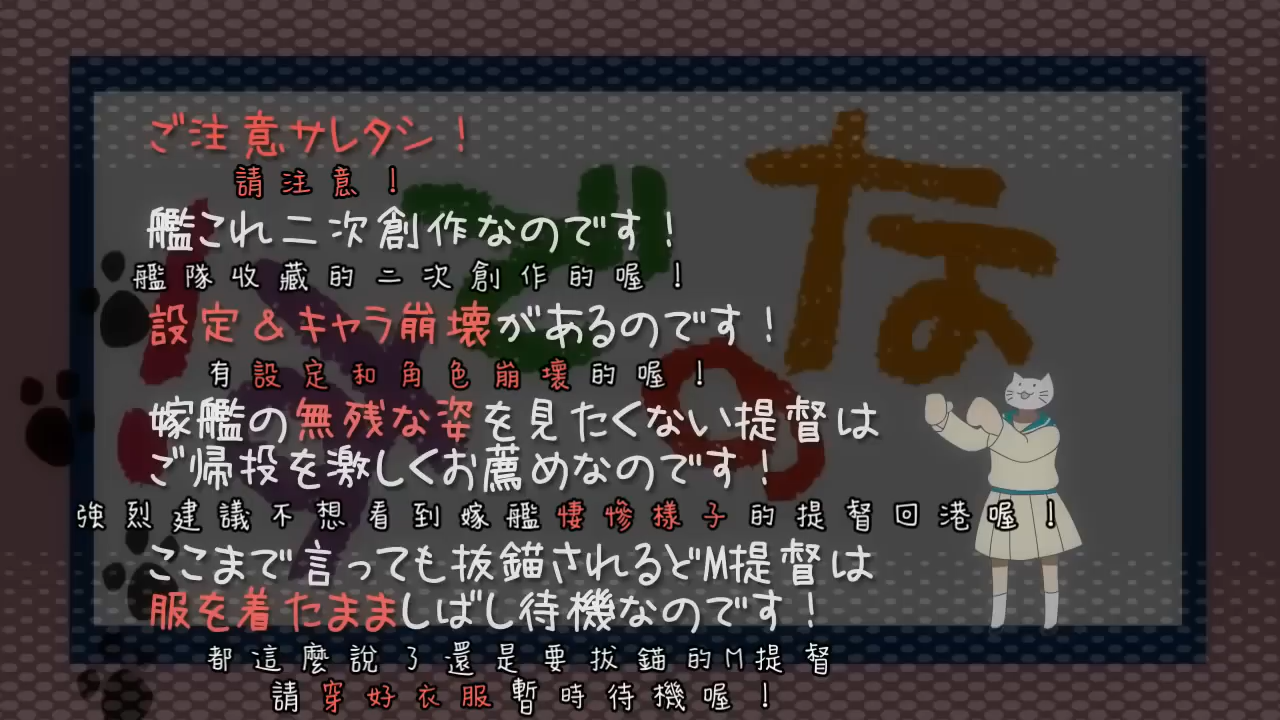 ご注意サレタシ!
請注意!
艦これ二次創作なのです!
艦隊收藏的二次創作的喔!
設定&キャラ崩壊があるのです!
有設定和角色崩壞的喔!
嫁艦の無残な姿を見たくない提督は
ご帰投を激しくお薦めなのです!
強烈建議不想看到嫁艦悽慘樣子的提督回港喔!
ここまで言っても抜錨されるどM提督は
服を着たまましばし待機なのです!
都這麼說了還是要拔錨的M提督
請穿好衣服暫時待機喔!